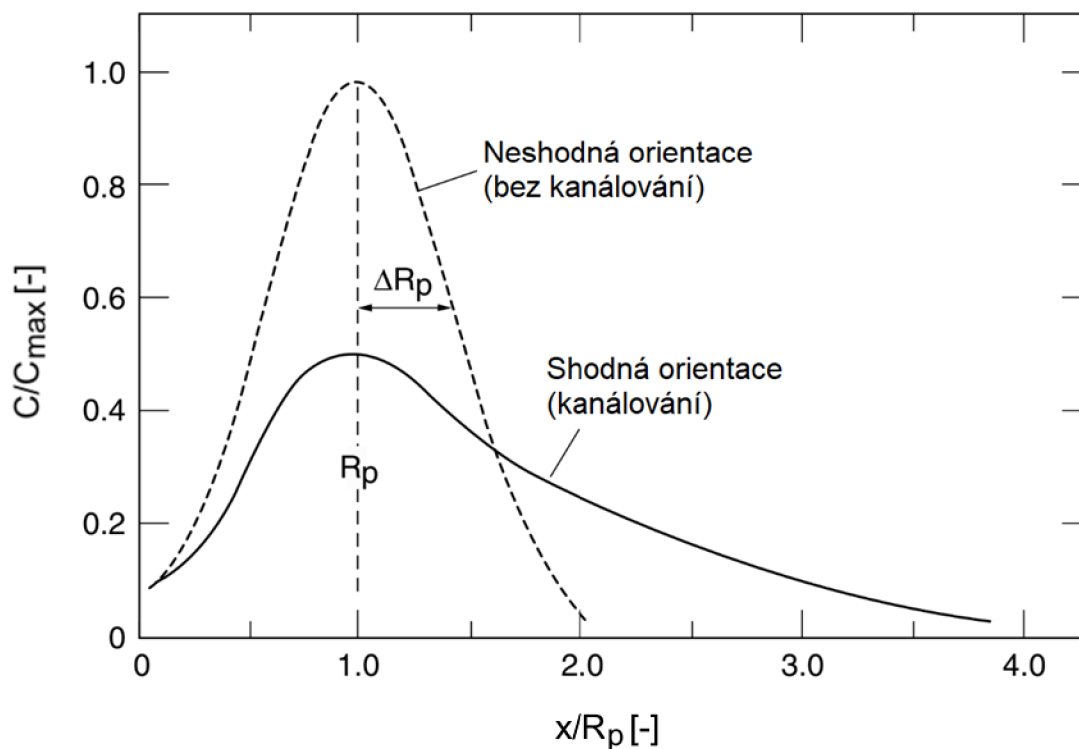 1.0
0.8
0.6
0.4
0.2
0
C/Cmax [-]
Neshodná orientace
(bez kanálování)
ΔRp
Shodná orientace
(kanálování)
Rp
0
1.0
2.0
3.0
4.0
x/Rp [-]